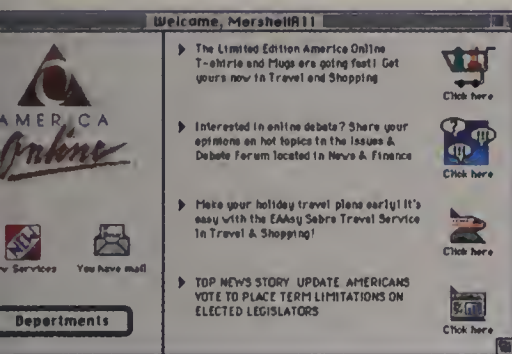 Welcome,
AMERICA
Online
NEW
w Services
You have mail
Departments
The Limited Edition America Online
T-shirts and Mugs are going fast! Get
yours now in Travel and Shopping
Click here
Interested in online debate? Share your
opinions on hot topics in the Issues &
Debate Forum located in News & Finance
Click here
Make your holiday travel plans early! It's
easy with the EAAsy Sabre Travel Service
in Travel & Shopping!
Click here
TOP NEWS STORY UPDATE AMERICANS
VOTE TO PLACE TERM LIMITATIONS ON
ELECTED LEGISLATORS
Click here